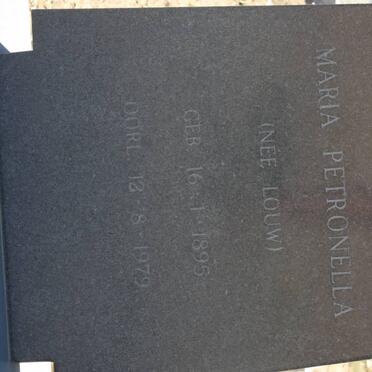 MARIA PETRONELLA
(NEE LOUW)
GEB. 16-1-1895
OORL. 12-8-1979